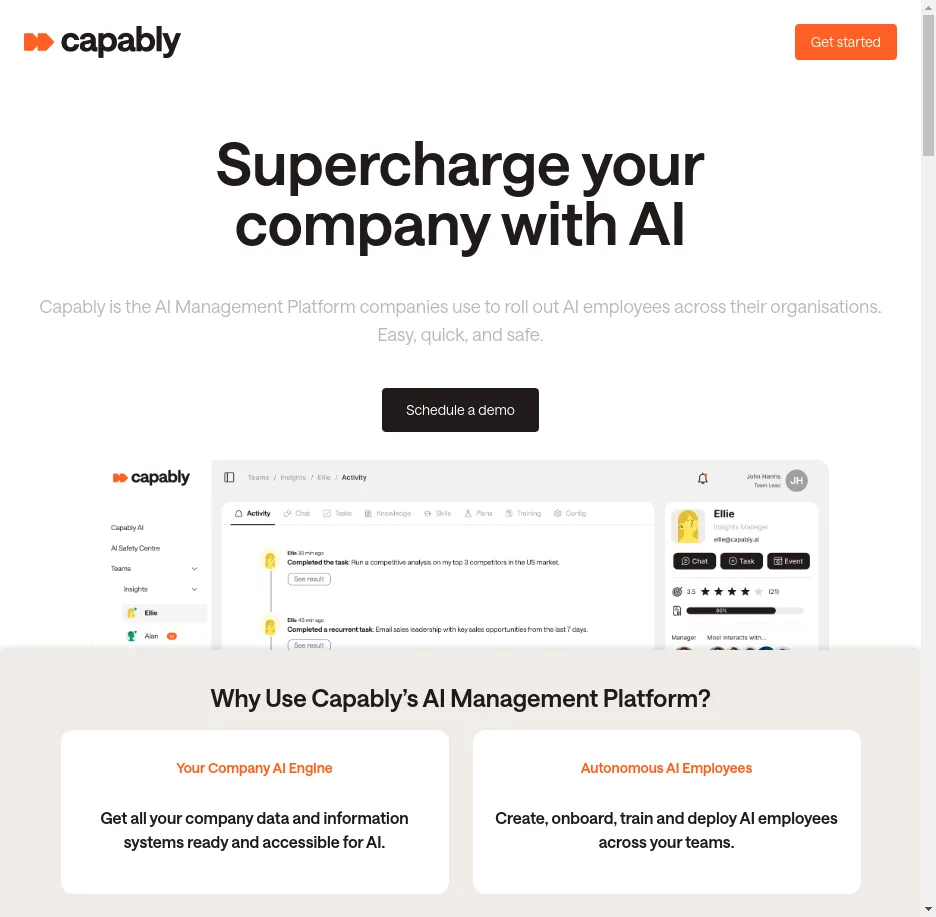 capably
Get started
Supercharge your
company with AI
Capably is the AI Management Platform companies use to roll out AI employees across their organisations.
Easy, quick, and safe.
Schedule a demo
capably
Teams / Insights / Ellie / Activity
John Harms
Team Lead
JH
Capably AI
AI Safety Centre
Teams
Insights
Ellie
Alan
Activity Chat Tasks Knowledge Skills Plans Training Config
Ellie 30 min ago
Completed the task: Run a competitive analysis on my top 3 competitors in the US market.
See result
Ellie 43 min ago
Completed a recurrent task: Email sales leadership with key sales opportunities from the last 7 days.
See result
Ellie
Insights Manager
ellie@capably.ai
Chat Task Event
3.5 (21)
80%
Manager Most interacts with...
Why Use Capably’s AI Management Platform?
Your Company AI Engine
Get all your company data and information
systems ready and accessible for AI.
Autonomous AI Employees
Create, onboard, train and deploy AI employees
across your teams.